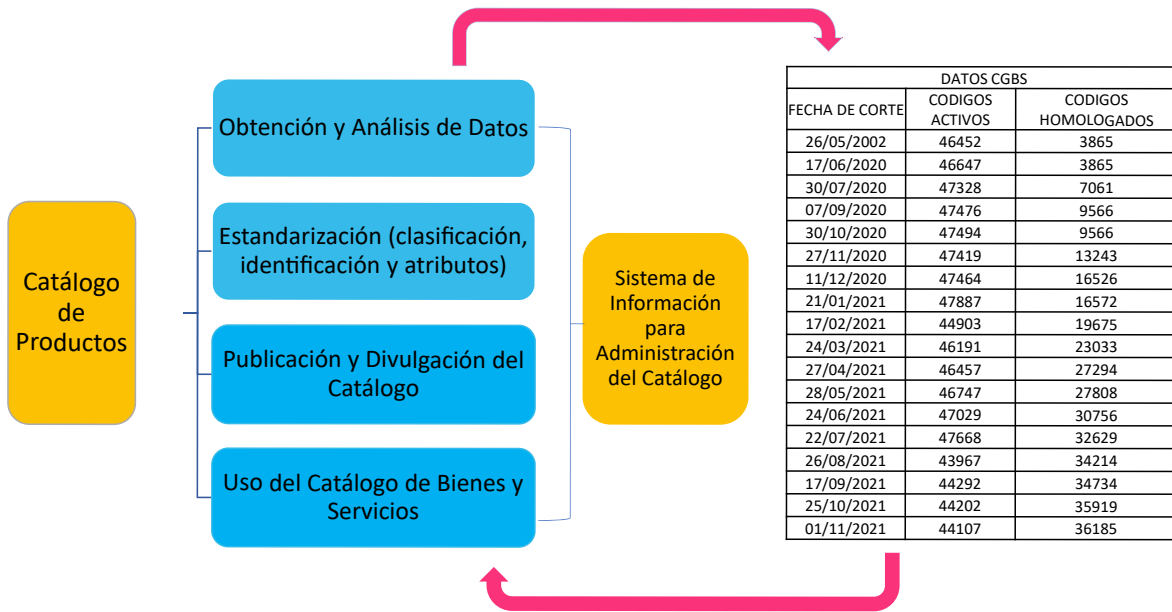 Catálogo
de
Productos
Obtención y Análisis de Datos
Estandarización (clasificación,
identificación y atributos)
Publicación y Divulgación del
Catálogo
Uso del Catálogo de Bienes y
Servicios
Sistema de
Información
para
Administración
del Catálogo
DATOS CGBS
FECHA DE CORTE CODIGOS ACTIVOS CODIGOS HOMOLOGADOS
26/05/2002 46452 3865
17/06/2020 46647 3865
30/07/2020 47328 7061
07/09/2020 47476 9566
30/10/2020 47494 9566
27/11/2020 47419 13243
11/12/2020 47464 16526
21/01/2021 47887 16572
17/02/2021 44903 19675
24/03/2021 46191 23033
27/04/2021 46457 27294
28/05/2021 46747 27808
24/06/2021 47029 30756
22/07/2021 47668 32629
26/08/2021 43967 34214
17/09/2021 44292 34734
25/10/2021 44202 35919
01/11/2021 44107 36185